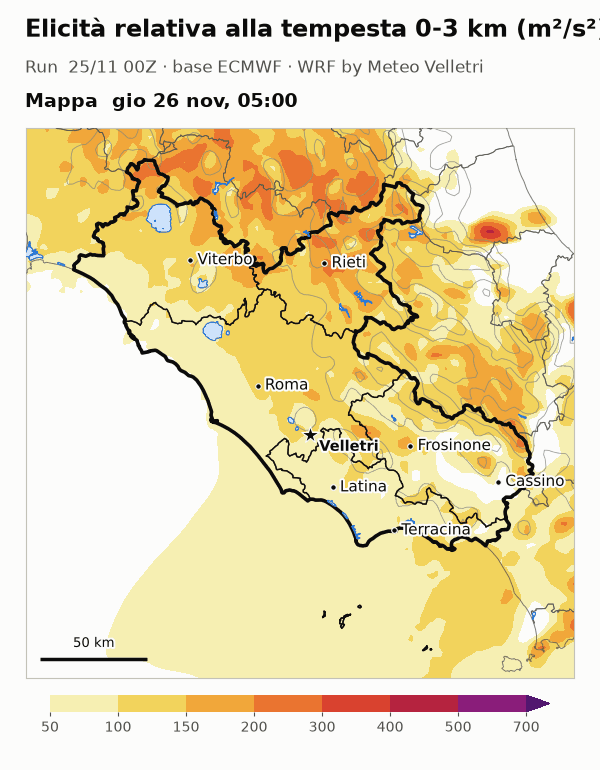 Elicità relativa alla tempesta 0-3 km (m²/s²)
Run 25/11 00Z · base ECMWF · WRF by Meteo Velletri
Mappa gio 26 nov, 05:00
Viterbo
Rieti
Roma
Velletri
Frosinone
Latina
Cassino
Terracina
50 km
50 100 150 200 300 400 500 700